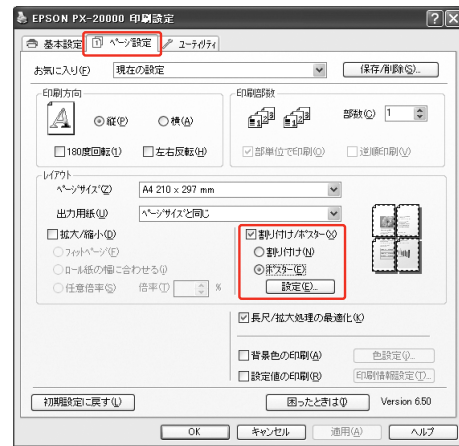 EPSON PX-20000 印刷設定
基本設定 ページ設定 ユーティリティ
お気に入り(F) 現在の設定 保存/削除(S)...
印刷方向 印刷部数
A 縦(P) 横(A) 部数(C) 1
180度回転(1) 左右反転(H) 部単位で印刷(O) 逆順印刷(V)
レイアウト
ページサイズ(Z) A4 210 x 297 mm
出力用紙(U) ページサイズと同じ
拡大/縮小(D) 割り付け/ポスター(X)
フィットページ(F) 割り付け(N)
ロール紙の幅に合わせる(I) ポスター(E)
任意倍率(S) 倍率(T) % 設定(E)...
長尺/拡大処理の最適化(K)
背景色の印刷(A) 色設定(Q)...
設定値の印刷(R) 印刷情報設定(T)...
初期設定に戻す(L) 困ったときは Version 6.50
OK キャンセル 適用(A) ヘルプ